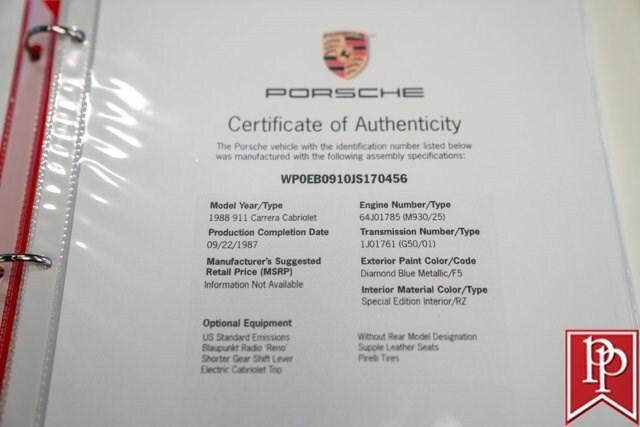 PORSCHE
Certificate of Authenticity
The Porsche vehicle with the identification number listed below
was manufactured with the following assembly specifications:
WP0EB0910JS170456
Model Year/Type
1988 911 Carrera Cabriolet
Production Completion Date
09/22/1987
Manufacturer's Suggested
Retail Price (MSRP)
Information Not Available
Engine Number/Type
64J01785 (M930/25)
Transmission Number/Type
1J01761 (G50/01)
Exterior Paint Color/Code
Diamond Blue Metallic/F5
Interior Material Color/Type
Special Edition Interior/RZ
Optional Equipment
US Standard Emissions
Blaupunkt Radio 'Reno'
Shorter Gear Shift Lever
Electric Cabriolet Top
Without Rear Model Designation
Supple Leather Seats
Pirelli Tires
PP